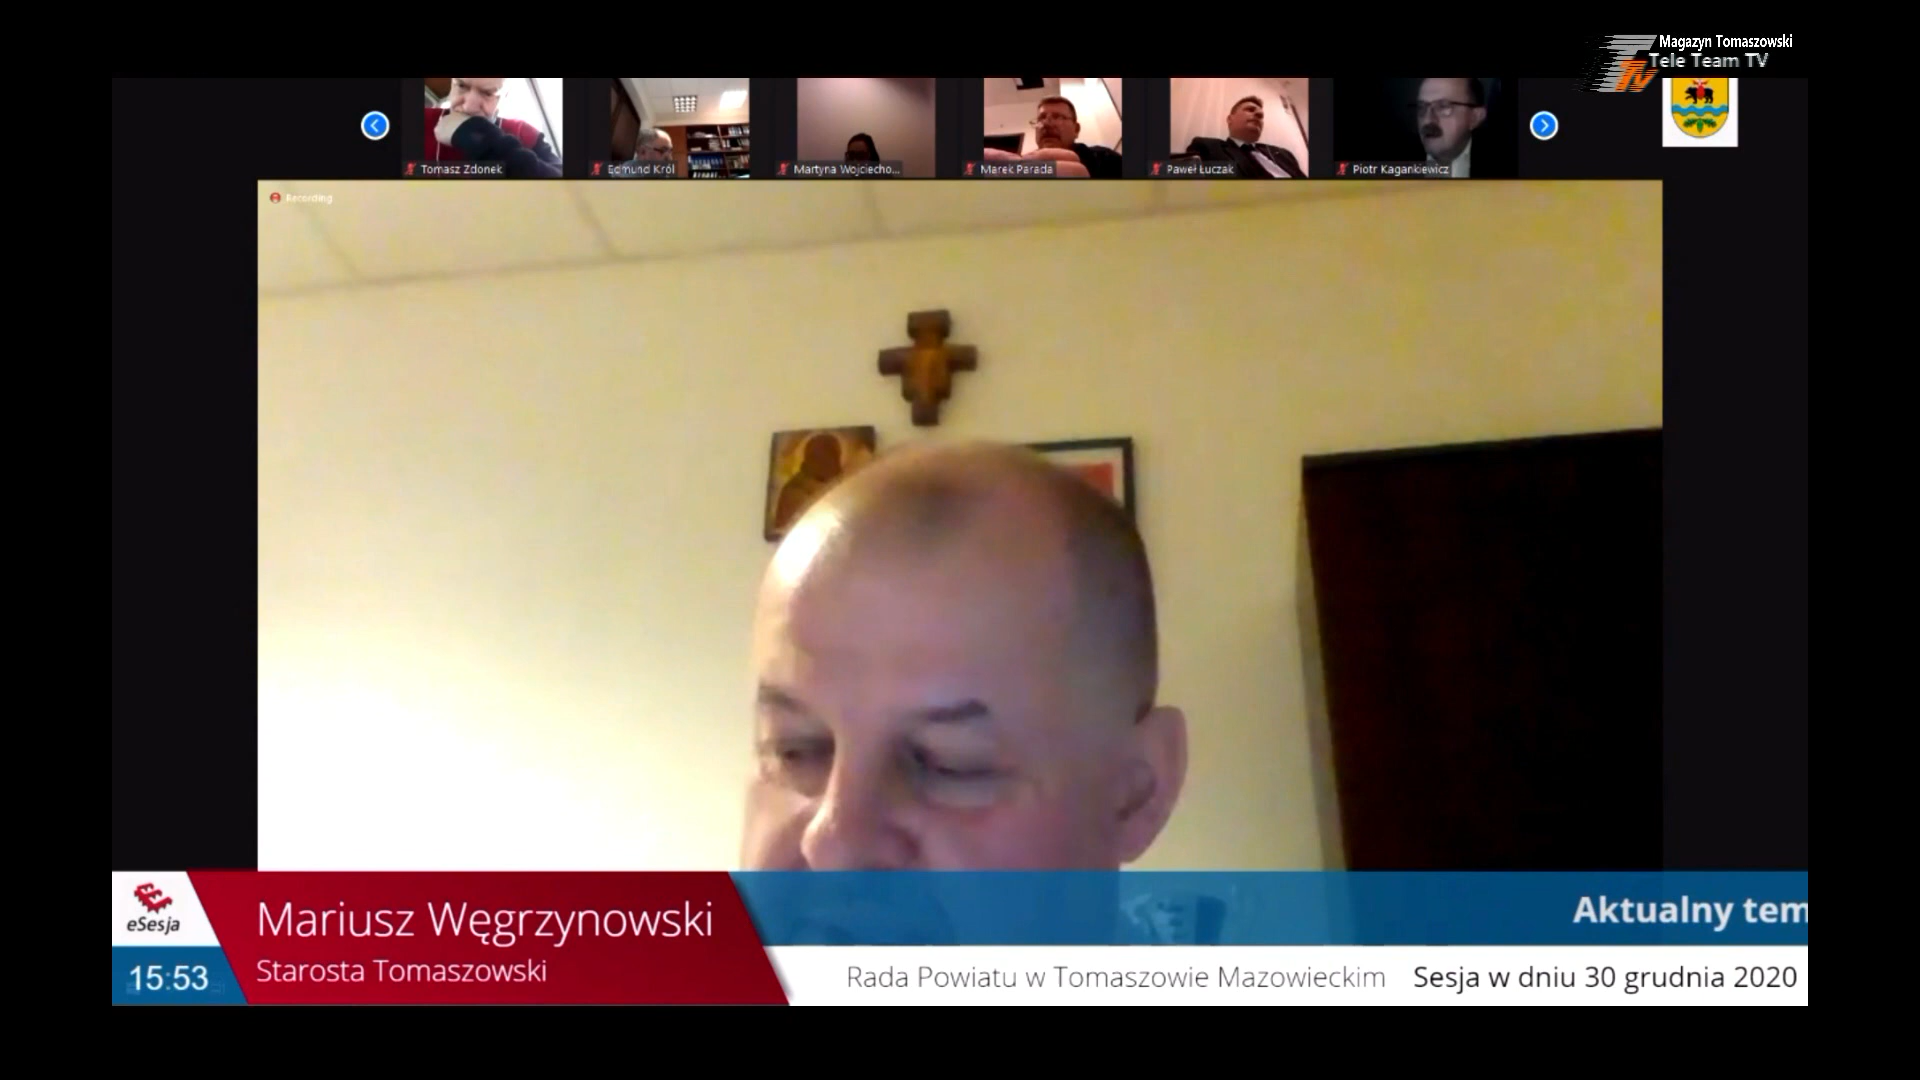 Magazyn Tomaszowski
Tele Team TV
Tomasz Zdonek
Edmund Król
Martyna Wojciecho...
Marek Parada
Paweł Łuczak
Piotr Kagankiewicz
Recording
eSesja
Mariusz Węgrzynowski
Aktualny tem
15:53
Starosta Tomaszowski
Rada Powiatu w Tomaszowie Mazowieckim
Sesja w dniu 30 grudnia 2020